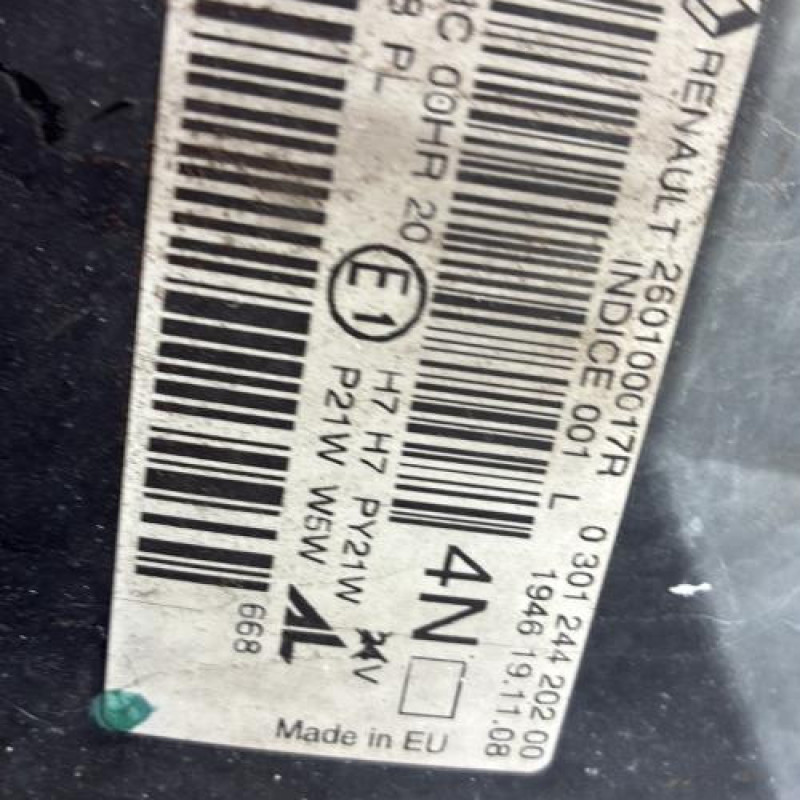 RENAULT 260100017R 0 301 244 202 00
INDICE 001 L 1946 19.11.08
4N
C 00HR 20
PL
E1
H7 H7 PY21W
P21W W5W
AL
668
Made in EU